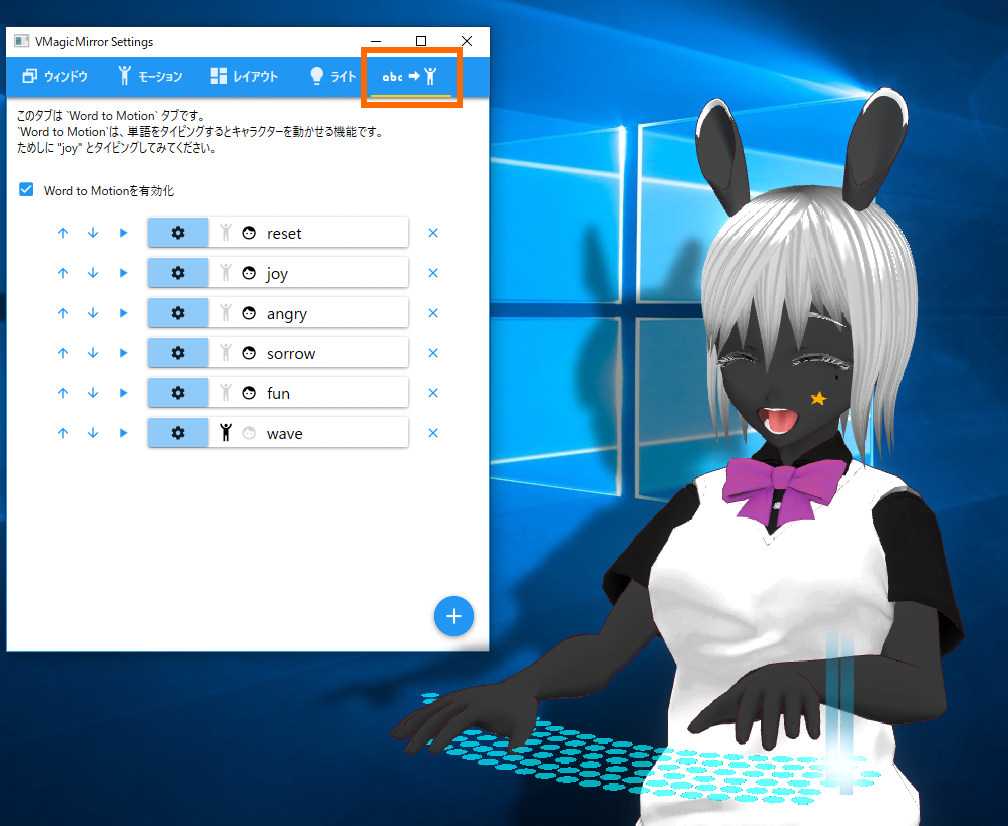 VMagicMirror Settings
ウィンドウ モーション レイアウト ライト abc
このタブは `Word to Motion` タブです。
`Word to Motion`は、単語をタイピングするとキャラクターを動かせる機能です。
ためしに "joy" とタイピングしてみてください。
Word to Motionを有効化
reset
joy
angry
sorrow
fun
wave